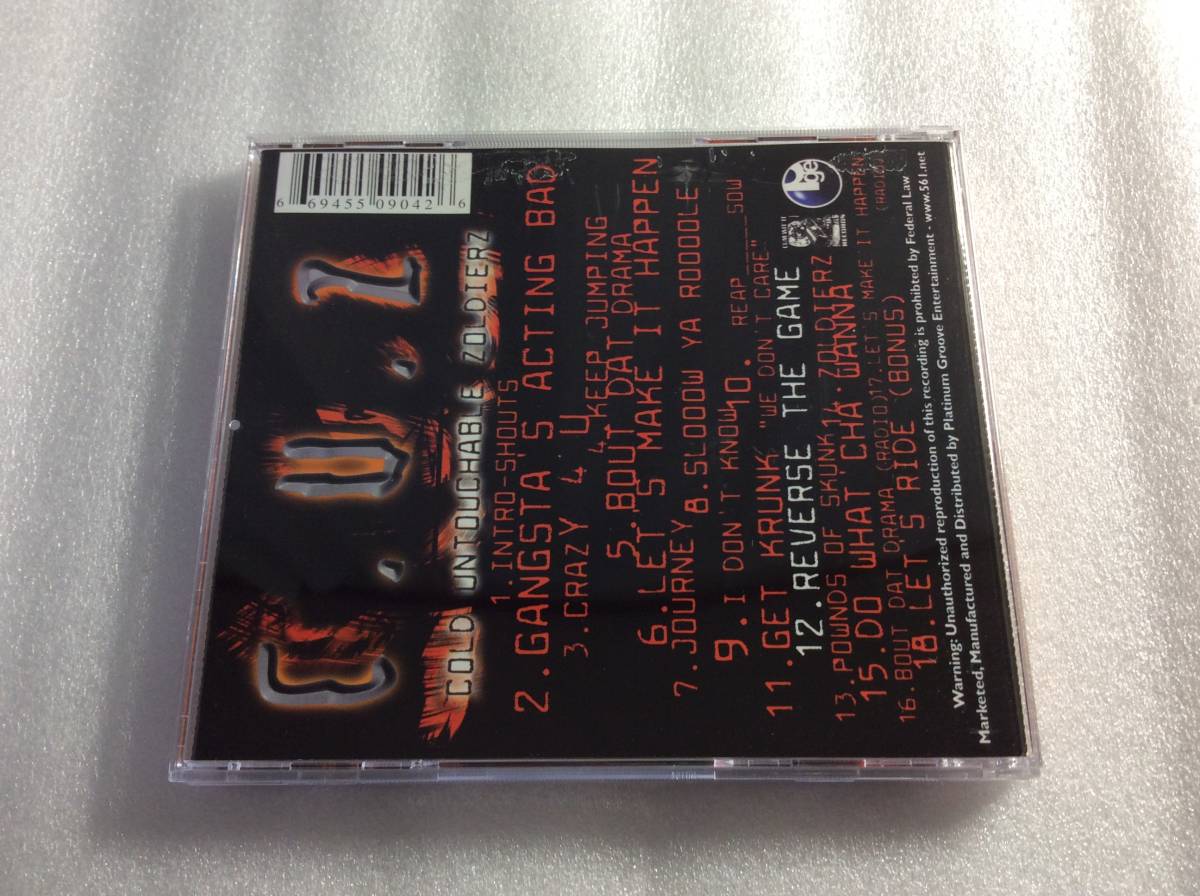 C.U.Z
COLD UNTOUCHABLE ZOLDIERZ
1.INTRO-SHOUTS
2.GANGSTA'S ACTING BAD
3.CRAZY 4 4
4.KEEP JUMPING
5.BOUT DAT DRAMA
6.LET'S MAKE IT HAPPEN
7.JOURNEY
8.SLOOOW YA ROOOOLE
9.I DON'T KNOW
10. REAP____SOW
11.GET KRUNK "WE DON'T CARE"
12.REVERSE THE GAME
13.POWNDS OF SKUNK
14.ZOLDIERZ
15.DO WHAT CHA WANNA
16.BOUT DAT DRAMA (RADIO)
17.LET'S MAKE IT HAPPEN (RADIO)
18.LET'S RIDE (BONUS)
Warning: Unauthorized reproduction of this recording is prohibted by Federal Law
Marketed, Manufactured and Distributed by Platinum Groove Entertainment - www.561.net
RECORDS
pge
6 69455 09042 6